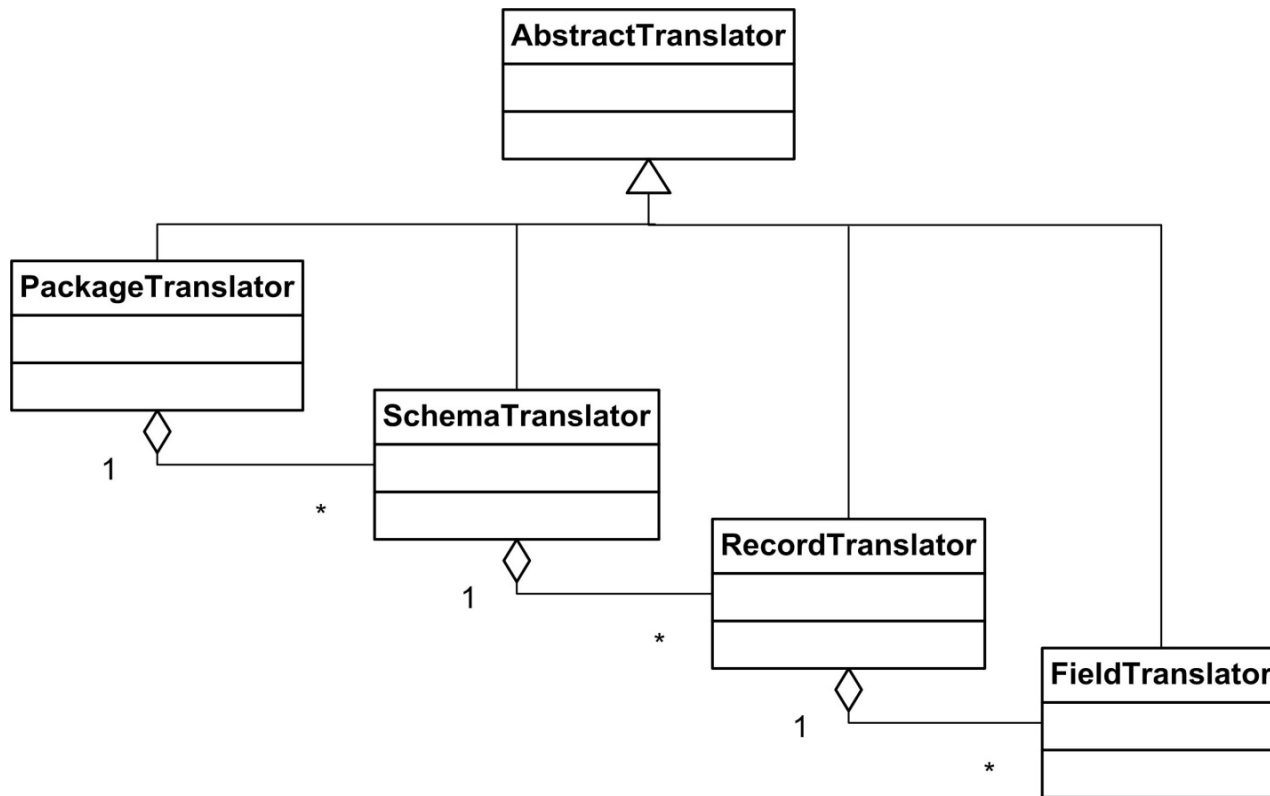 AbstractTranslator
PackageTranslator
SchemaTranslator
1
*
RecordTranslator
1
*
FieldTranslator
1
*